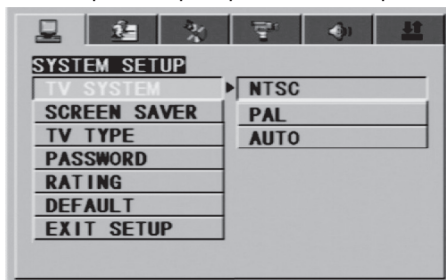 SYSTEM SETUP
TV SYSTEM
NTSC
SCREEN SAVER
PAL
TV TYPE
AUTO
PASSWORD
RATING
DEFAULT
EXIT SETUP